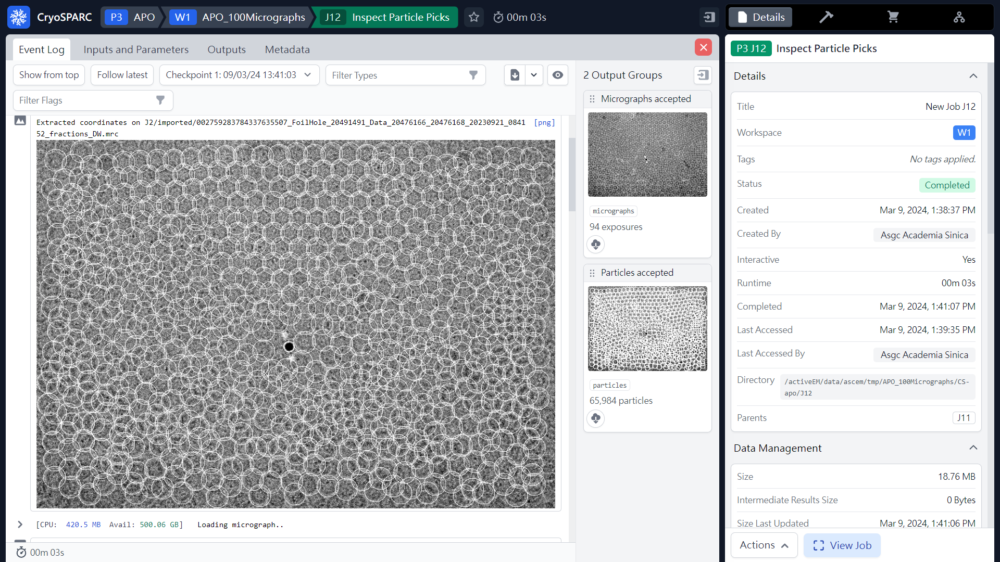 CryoSPARC P3 APO W1 APO_100Micrographs J12 Inspect Particle Picks 00m 03s
Details
Event Log Inputs and Parameters Outputs Metadata
Show from top Follow latest Checkpoint 1: 09/03/24 13:41:03 Filter Types
Filter Flags
Extracted coordinates on J2/imported/002759283784337635507_FoilHole_20491491_Data_20476166_20476168_20230921_0841 [png]
52_fractions_DW.mrc
[CPU: 420.5 MB Avail: 500.06 GB] Loading micrograph..
00m 03s
2 Output Groups
Micrographs accepted
micrographs
94 exposures
Particles accepted
particles
65,984 particles
P3 J12 Inspect Particle Picks
Details
Title New Job J12
Workspace W1
Tags No tags applied.
Status Completed
Created Mar 9, 2024, 1:38:37 PM
Created By Asgc Academia Sinica
Interactive Yes
Runtime 00m 03s
Completed Mar 9, 2024, 1:41:07 PM
Last Accessed Mar 9, 2024, 1:39:35 PM
Last Accessed By Asgc Academia Sinica
Directory /activeEM/data/ascem/tmp/APO_100Micrographs/CS-
apo/J12
Parents J11
Data Management
Size 18.76 MB
Intermediate Results Size 0 Bytes
Size Last Updated Mar 9, 2024, 1:41:06 PM
Actions View Job